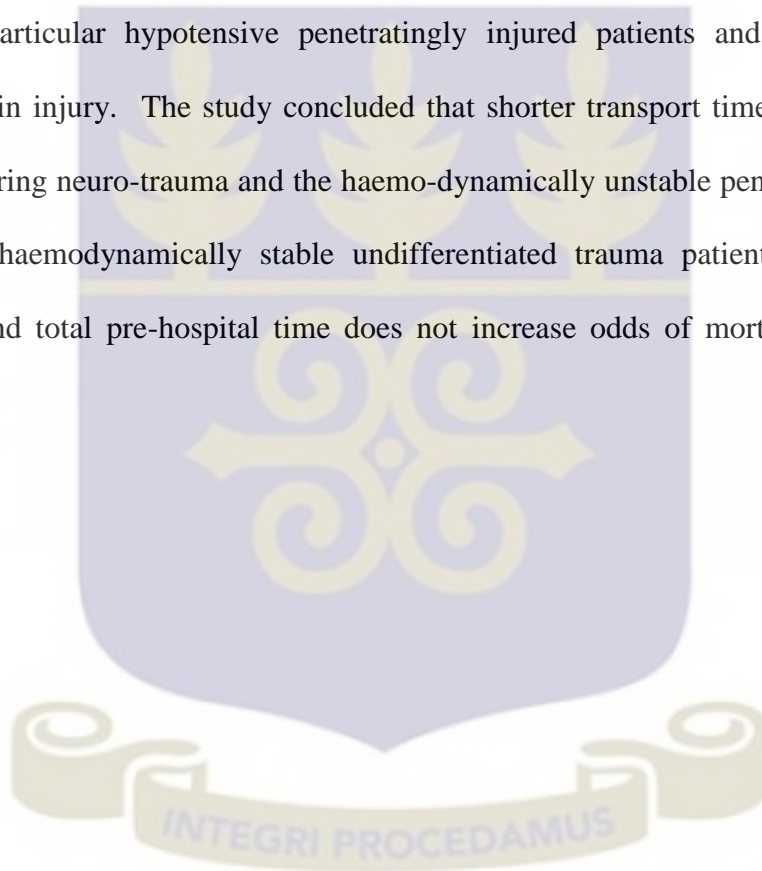 articular hypotensive penetratingly injured patients and
in injury. The study concluded that shorter transport time
ring neuro-trauma and the haemo-dynamically unstable pen
haemodynamically stable undifferentiated trauma patient
nd total pre-hospital time does not increase odds of mort
INTEGRI PROCEDAMUS